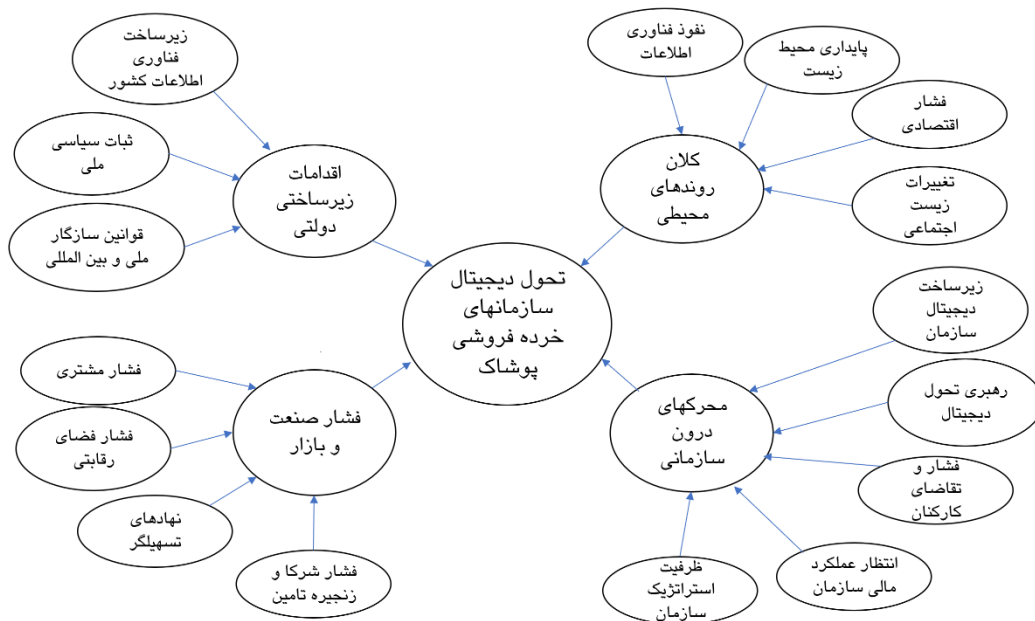 زیرساخت
فناوری
اطلاعات کشور
ثبات سیاسی
ملی
قوانین سازگار
ملی و بین المللی
اقدامات
زیرساختی
دولتی
نفوذ فناوری
اطلاعات
پایداری محیط
زیست
فشار
اقتصادی
تغییرات
زیست
اجتماعی
کلان
روندهای
محیطی
تحول دیجیتال
سازمانهای
خرده فروشی
پوشاک
فشار مشتری
فشار فضای
رقابتی
نهادهای
تسهیلگر
فشار شرکا و
زنجیره تامین
فشار صنعت
و بازار
زیرساخت
دیجیتال
سازمان
رهبری تحول
دیجیتال
فشار و
تقاضای
کارکنان
انتظار عملکرد
مالی سازمان
ظرفیت
استراتژیک
سازمان
محرکهای
درون
سازمانی